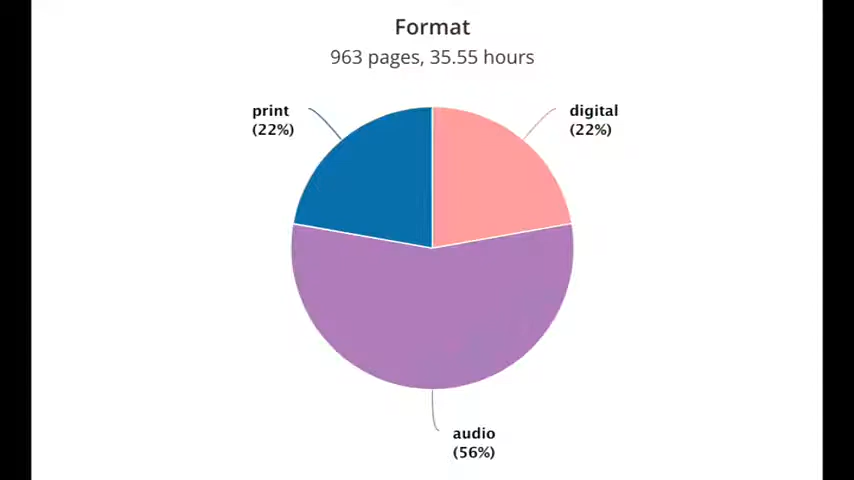 Format
963 pages, 35.55 hours
print
(22%)
digital
(22%)
audio
(56%)